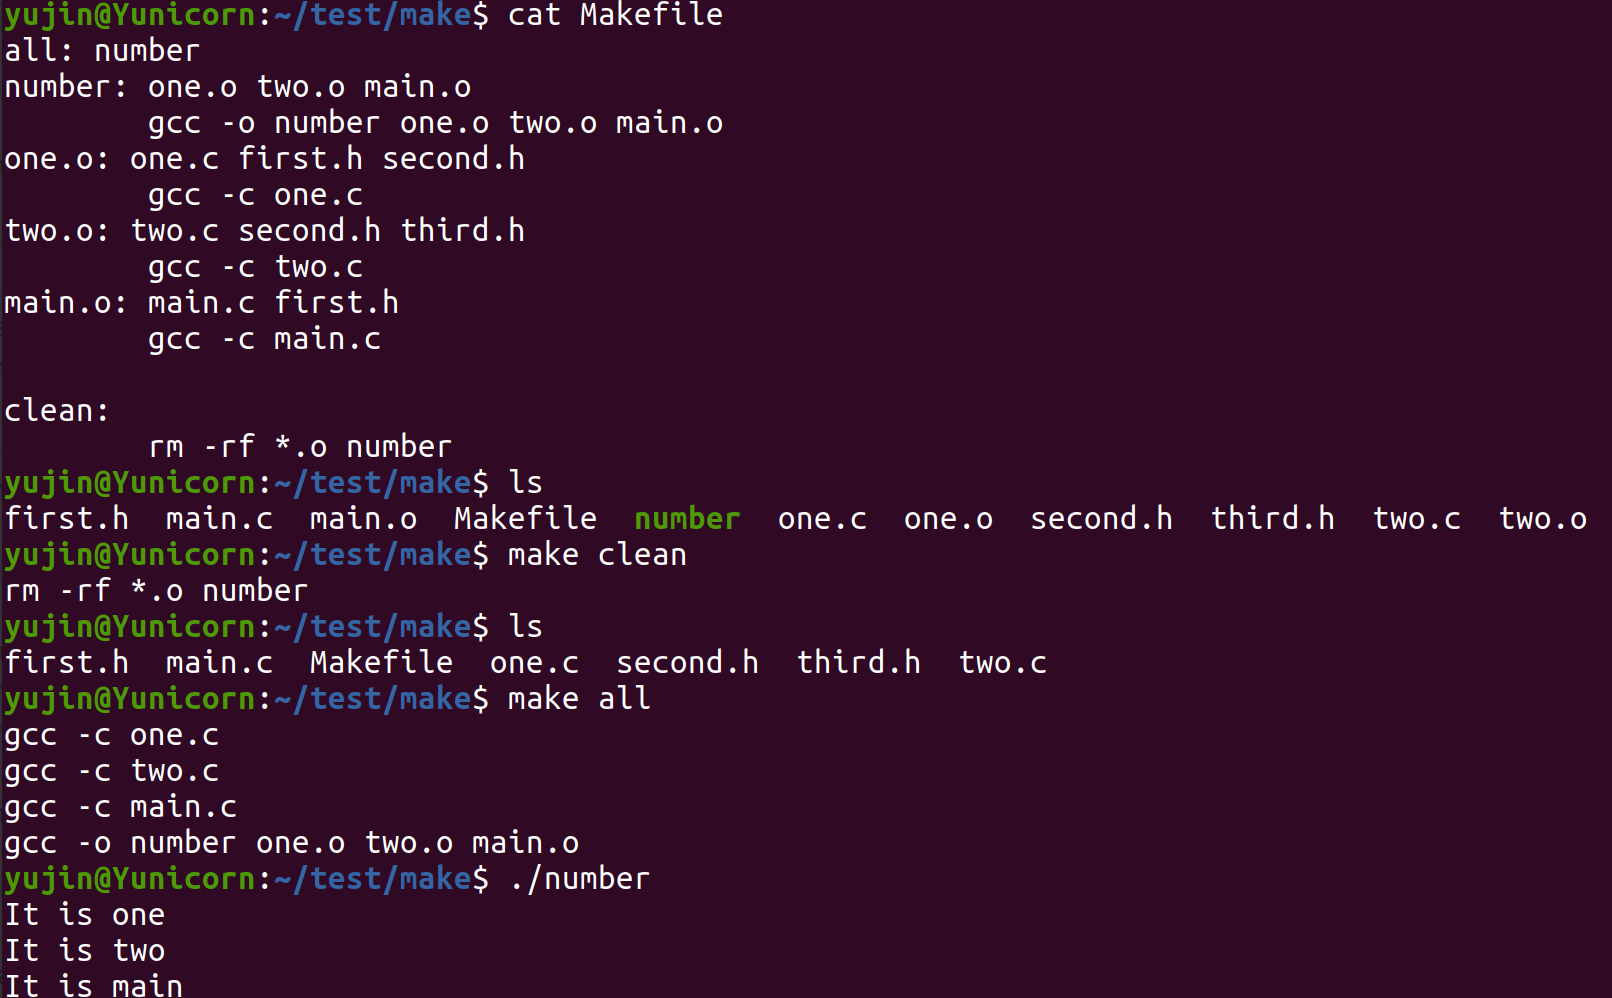 yujin@Yunicorn:~/test/make$ cat Makefile
all: number
number: one.o two.o main.o
        gcc -o number one.o two.o main.o
one.o: one.c first.h second.h
        gcc -c one.c
two.o: two.c second.h third.h
        gcc -c two.c
main.o: main.c first.h
        gcc -c main.c

clean:
        rm -rf *.o number
yujin@Yunicorn:~/test/make$ ls
first.h  main.c  main.o  Makefile  number  one.c  one.o  second.h  third.h  two.c  two.o
yujin@Yunicorn:~/test/make$ make clean
rm -rf *.o number
yujin@Yunicorn:~/test/make$ ls
first.h  main.c  Makefile  one.c  second.h  third.h  two.c
yujin@Yunicorn:~/test/make$ make all
gcc -c one.c
gcc -c two.c
gcc -c main.c
gcc -o number one.o two.o main.o
yujin@Yunicorn:~/test/make$ ./number
It is one
It is two
It is main